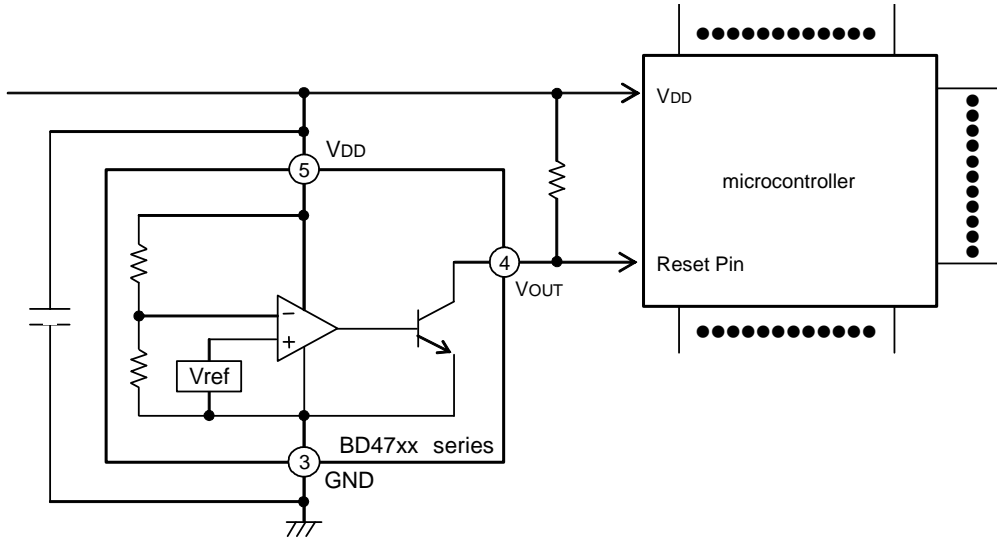 VDD
microcontroller
Reset Pin
VDD
5
4
VOUT
−
+
Vref
BD47xx series
3
GND